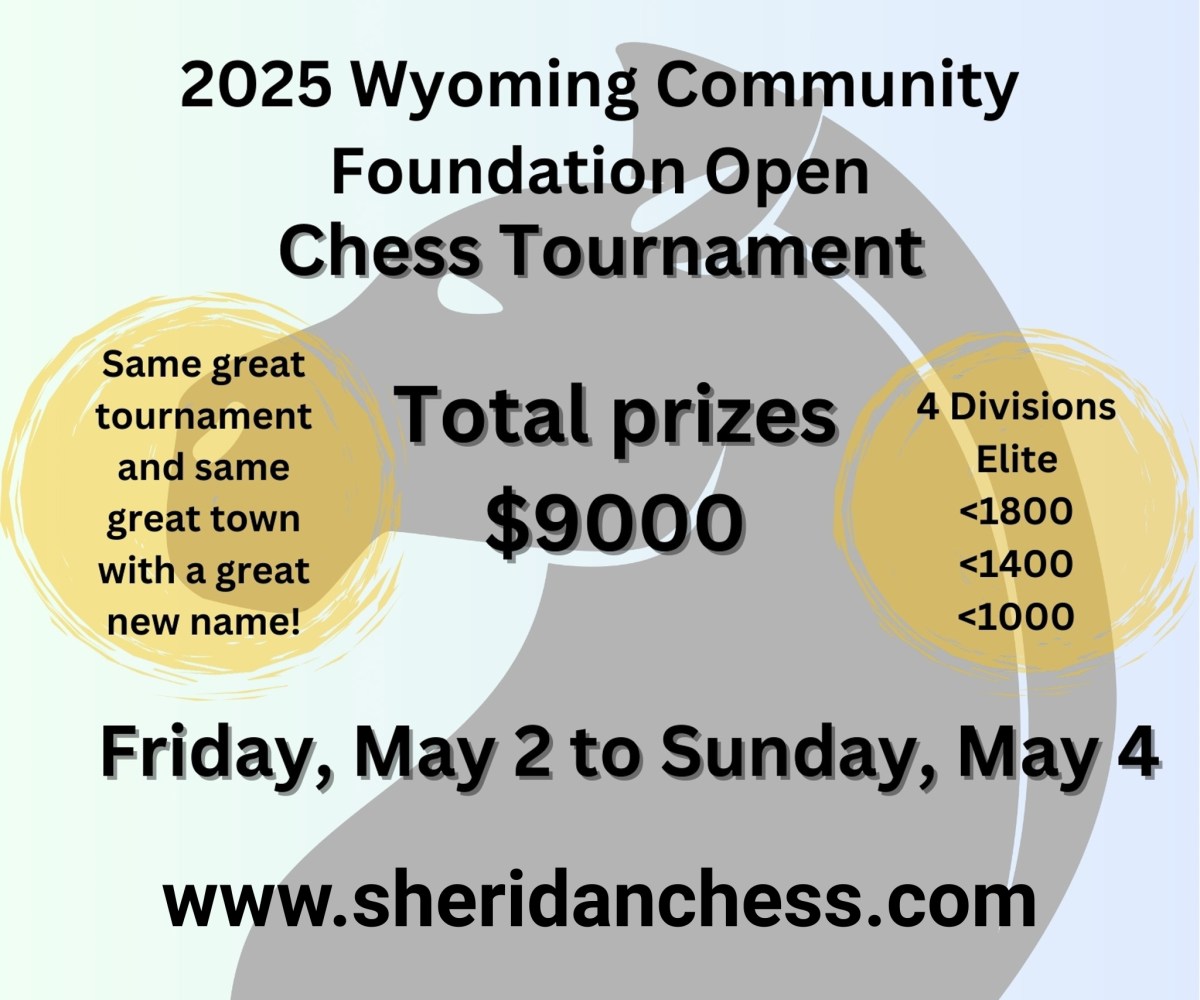 2025 Wyoming Community
Foundation Open
Chess Tournament
Same great
tournament
and same
great town
with a great
new name!
Total prizes
$9000
4 Divisions
Elite
<1800
<1400
<1000
Friday, May 2 to Sunday, May 4
www.sheridanchess.com